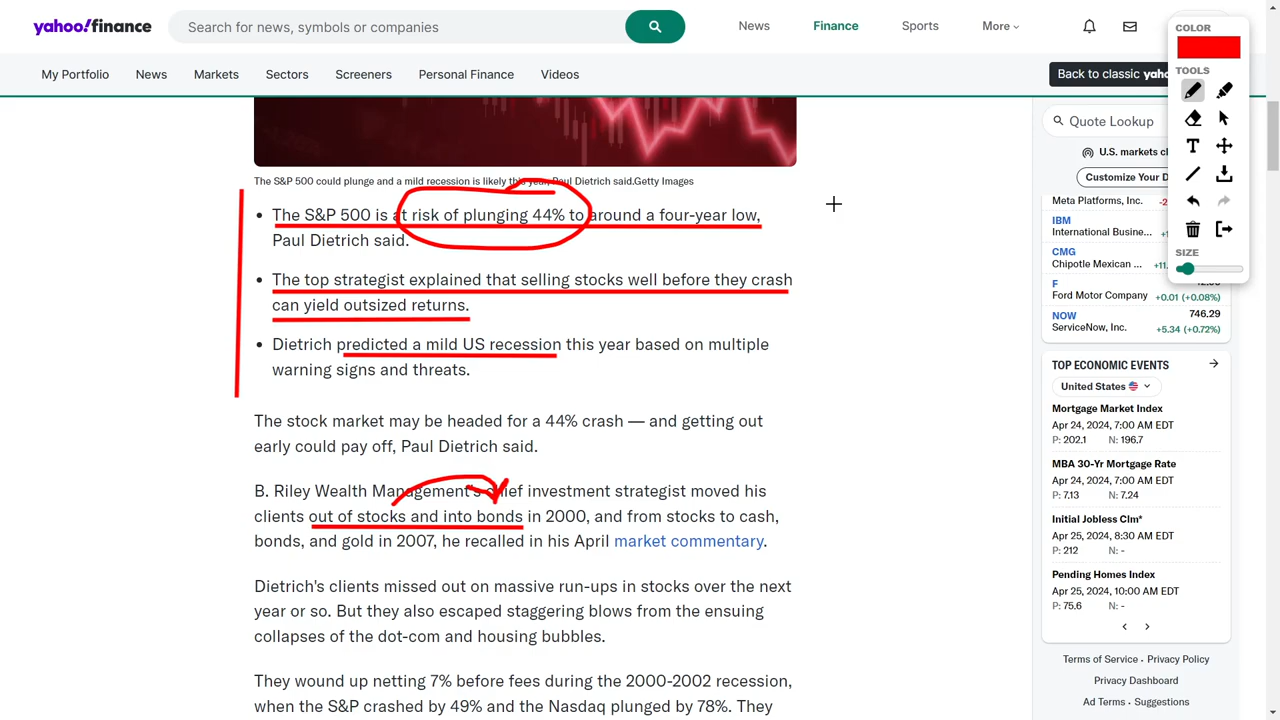 yahoo!finance
Search for news, symbols or companies
News
Finance
Sports
More
COLOR
TOOLS
SIZE
My Portfolio
News
Markets
Sectors
Screeners
Personal Finance
Videos
Back to classic
Quote Lookup
The S&P 500 could plunge and a mild recession is likely this year, Paul Dietrich said.Getty Images
• The S&P 500 is at risk of plunging 44% to around a four-year low,
Paul Dietrich said.
• The top strategist explained that selling stocks well before they crash
can yield outsized returns.
• Dietrich predicted a mild US recession this year based on multiple
warning signs and threats.
The stock market may be headed for a 44% crash — and getting out
early could pay off, Paul Dietrich said.
B. Riley Wealth Management's chief investment strategist moved his
clients out of stocks and into bonds in 2000, and from stocks to cash,
bonds, and gold in 2007, he recalled in his April market commentary.
Dietrich's clients missed out on massive run-ups in stocks over the next
year or so. But they also escaped staggering blows from the ensuing
collapses of the dot-com and housing bubbles.
They wound up netting 7% before fees during the 2000-2002 recession,
when the S&P crashed by 49% and the Nasdaq plunged by 78%. They
U.S. markets
Customize Your
Meta Platforms, Inc.
IBM
International Busine...
CMG
Chipotle Mexican ...
F
Ford Motor Company +0.01 (+0.08%)
NOW 746.29
ServiceNow, Inc. +5.34 (+0.72%)
TOP ECONOMIC EVENTS
United States
Mortgage Market Index
Apr 24, 2024, 7:00 AM EDT
P: 202.1 N: 196.7
MBA 30-Yr Mortgage Rate
Apr 24, 2024, 7:00 AM EDT
P: 7.13 N: 7.24
Initial Jobless Clm*
Apr 25, 2024, 8:30 AM EDT
P: 212 N: -
Pending Homes Index
Apr 25, 2024, 10:00 AM EDT
P: 75.6 N: -
Terms of Service • Privacy Policy
Privacy Dashboard
Ad Terms • Suggestions